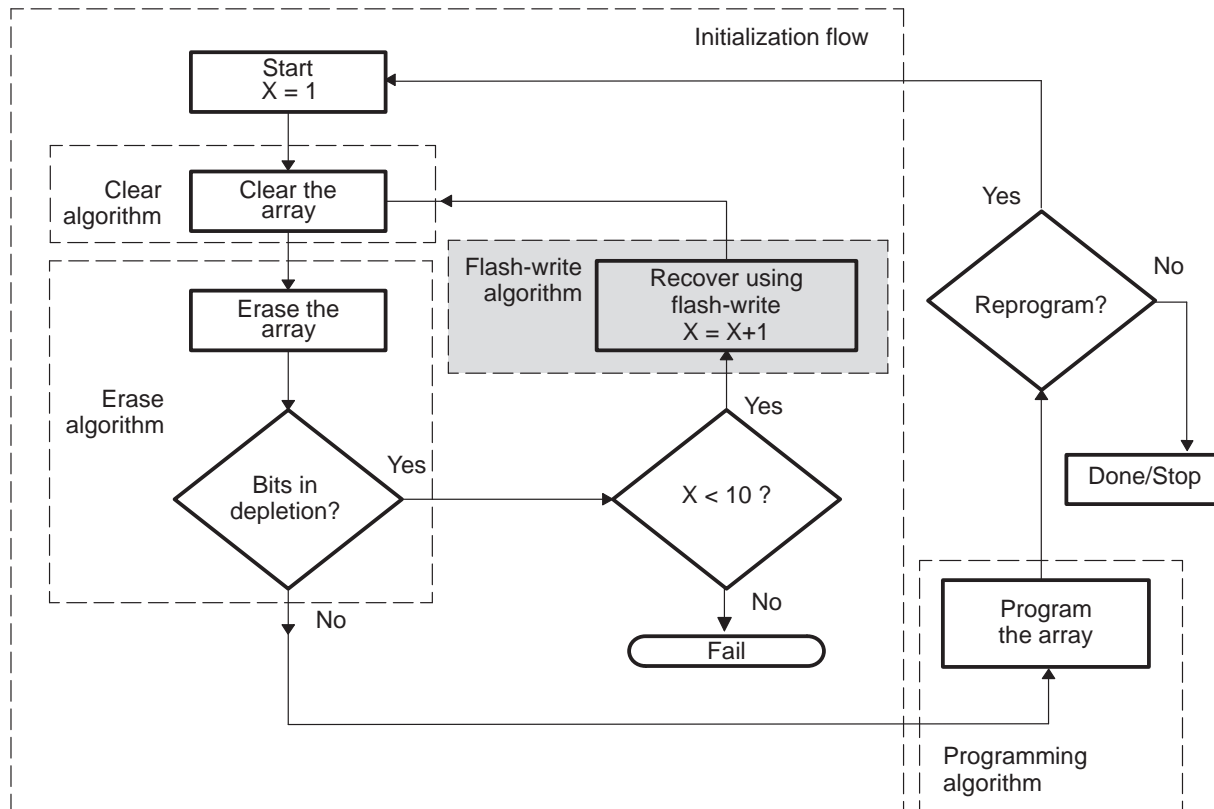 Initialization flow
Start
X = 1
Clear
algorithm
Clear the
array
Flash-write
algorithm
Recover using
flash-write
X = X+1
Yes
No
Reprogram?
Erase the
array
Erase
algorithm
Bits in
depletion?
Yes
Yes
X < 10 ?
Done/Stop
No
No
Fail
Program
the array
Programming
algorithm